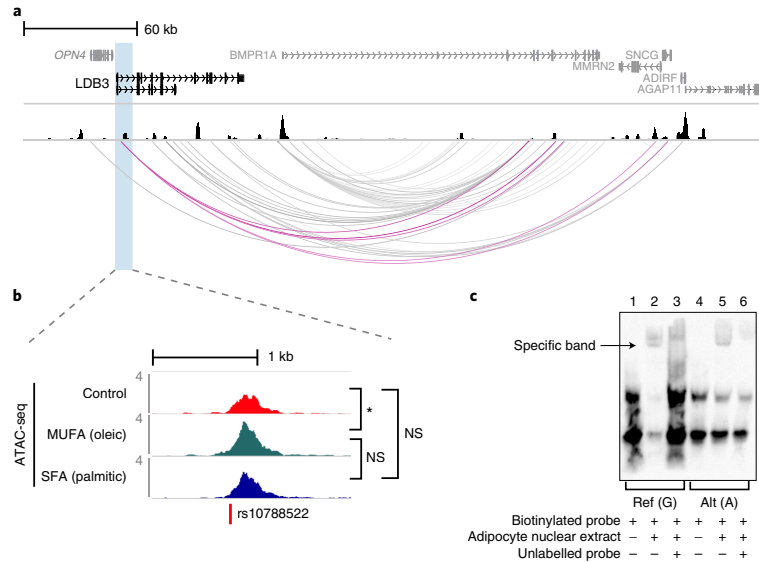 a
60 kb
OPN4
BMPR1A
SNCG
MMRN2
LDB3
ADIRF
AGAP11
b
1 kb
4
Control
4
MUFA (oleic)
4
SFA (palmitic)
ATAC-seq
*
NS
NS
rs10788522
c
1 2 3 4 5 6
Specific band
Ref (G) Alt (A)
Biotinylated probe + + + + + +
Adipocyte nuclear extract – + + – + +
Unlabelled probe + +